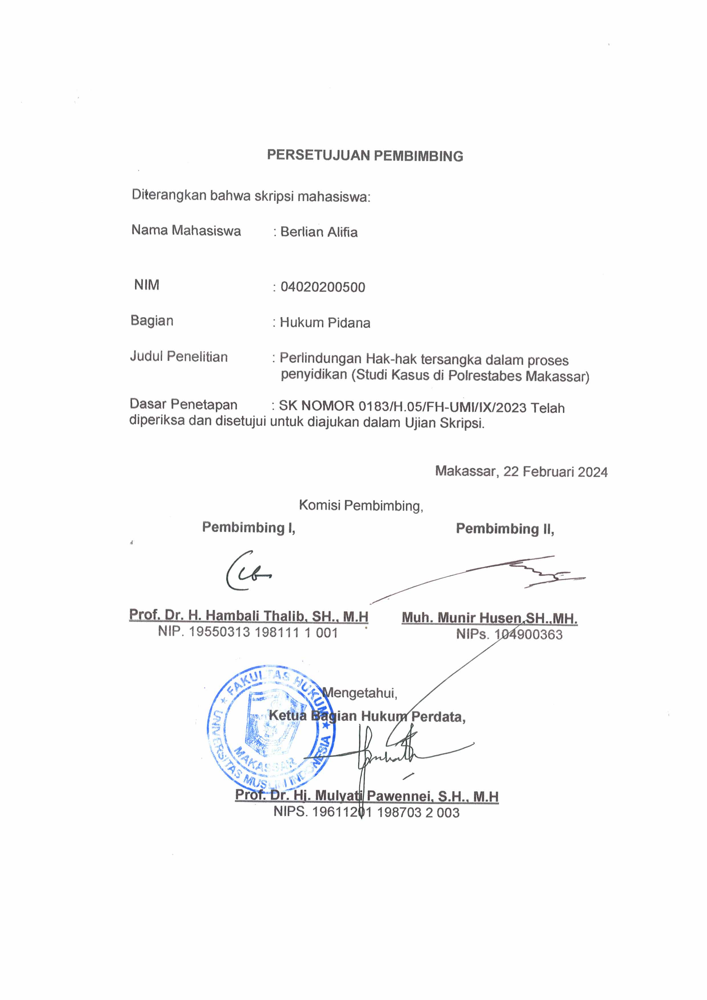 PERSETUJUAN PEMBIMBING
Diterangkan bahwa skripsi mahasiswa:
Nama Mahasiswa : Berlian Alifia
NIM : 04020200500
Bagian : Hukum Pidana
Judul Penelitian : Perlindungan Hak-hak tersangka dalam proses
penyidikan (Studi Kasus di Polrestabes Makassar)
Dasar Penetapan : SK NOMOR 0183/H.05/FH-UMI/IX/2023 Telah
diperiksa dan disetujui untuk diajukan dalam Ujian Skripsi.
Makassar, 22 Februari 2024
Komisi Pembimbing,
Pembimbing I, Pembimbing II,
Prof. Dr. H. Hambali Thalib, SH., M.H Muh. Munir Husen,SH.,MH.
NIP. 19550313 198111 1 001 NIPs. 104900363
FAKULTAS HUKUM
UNIVERSITAS MUSLIM INDONESIA
MAKASSAR
Mengetahui,
Ketua Bagian Hukum Perdata,
Prof. Dr. Hj. Mulyati Pawennei, S.H., M.H
NIPS. 19611201 198703 2 003